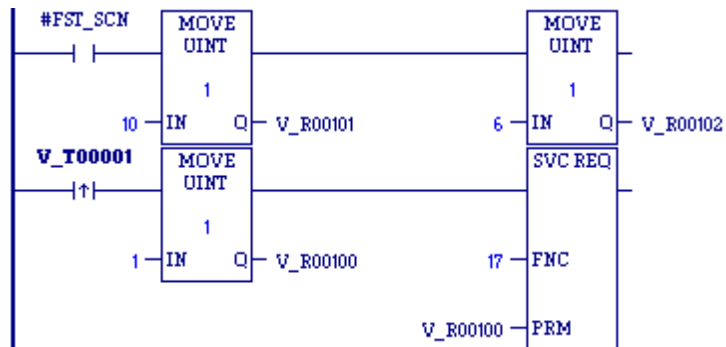 #FST_SCN
MOVE
UINT
1
10 IN Q V_R00101
MOVE
UINT
1
6 IN Q V_R00102
V_T00001
MOVE
UINT
1
1 IN Q V_R00100
SVC REQ
17 FNC
V_R00100 PRM